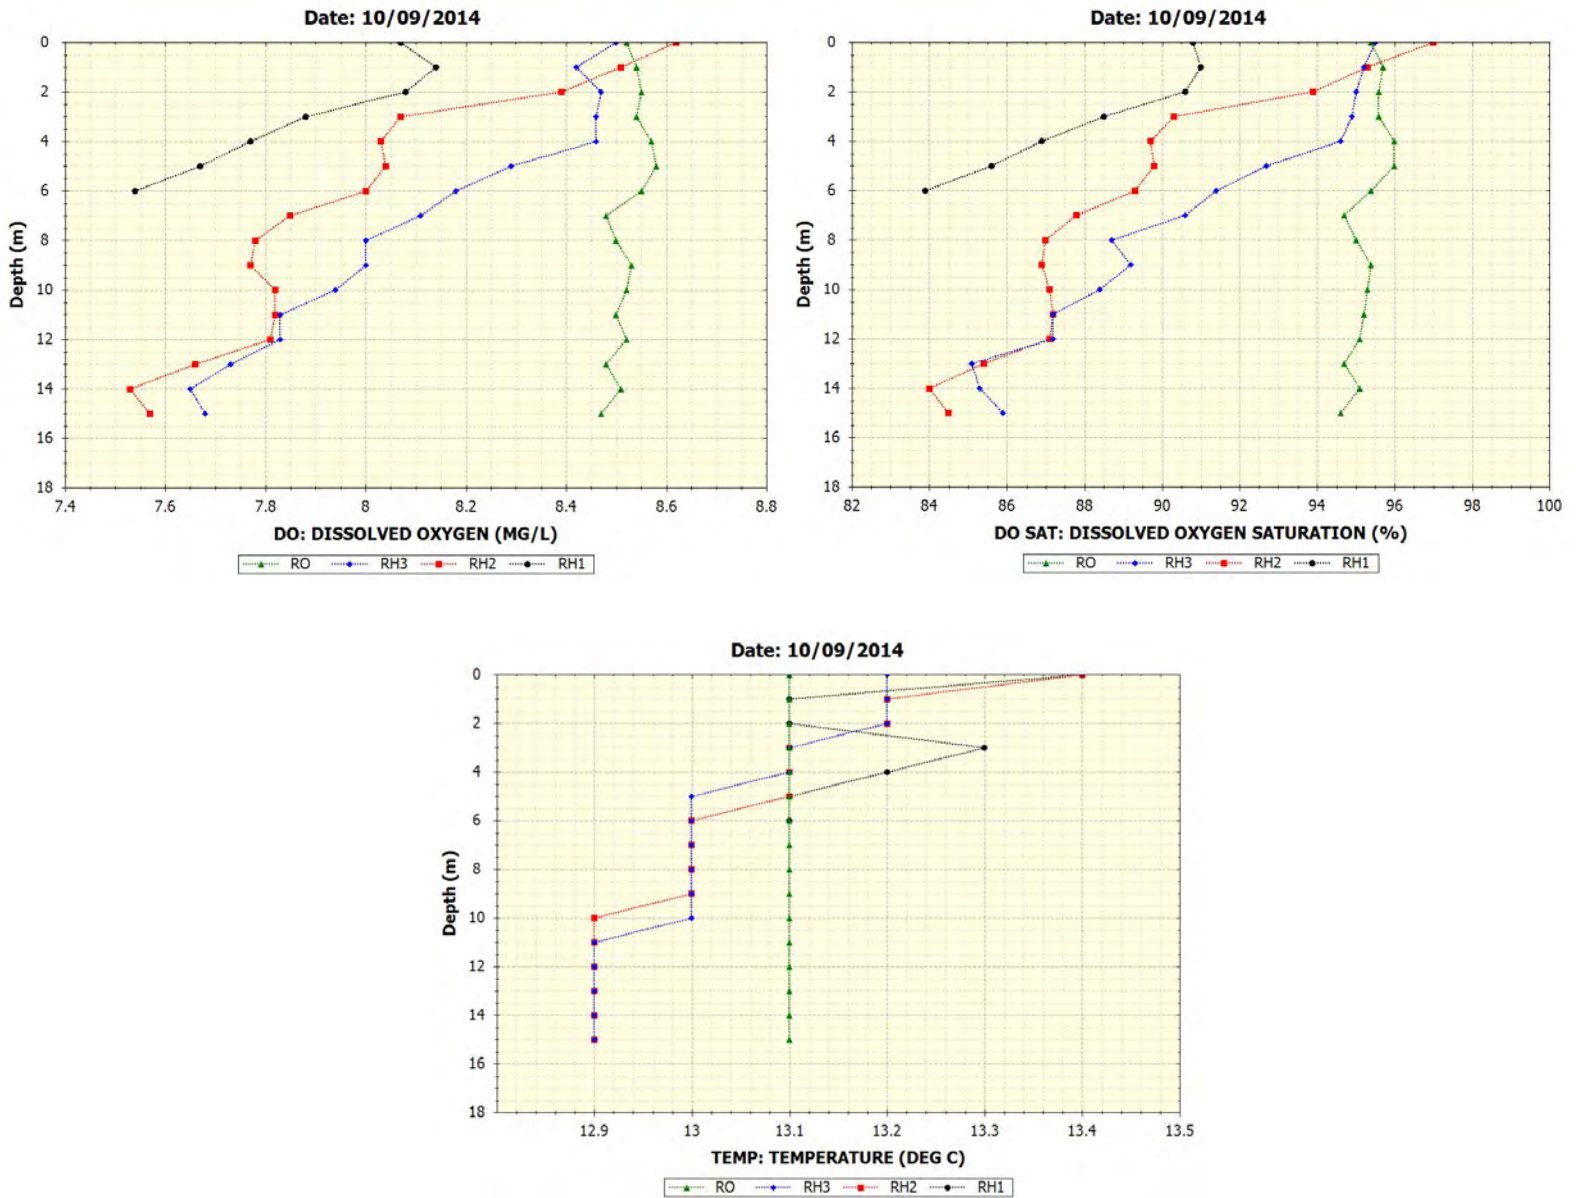 Date: 10/09/2014
0
2
4
6
8
10
12
14
16
18
Depth (m)
7.4 7.6 7.8 8 8.2 8.4 8.6 8.8
DO: DISSOLVED OXYGEN (MG/L)
RO RH3 RH2 RH1
Date: 10/09/2014
0
2
4
6
8
10
12
14
16
18
Depth (m)
82 84 86 88 90 92 94 96 98 100
DO SAT: DISSOLVED OXYGEN SATURATION (%)
RO RH3 RH2 RH1
Date: 10/09/2014
0
2
4
6
8
10
12
14
16
18
Depth (m)
12.9 13 13.1 13.2 13.3 13.4 13.5
TEMP: TEMPERATURE (DEG C)
RO RH3 RH2 RH1